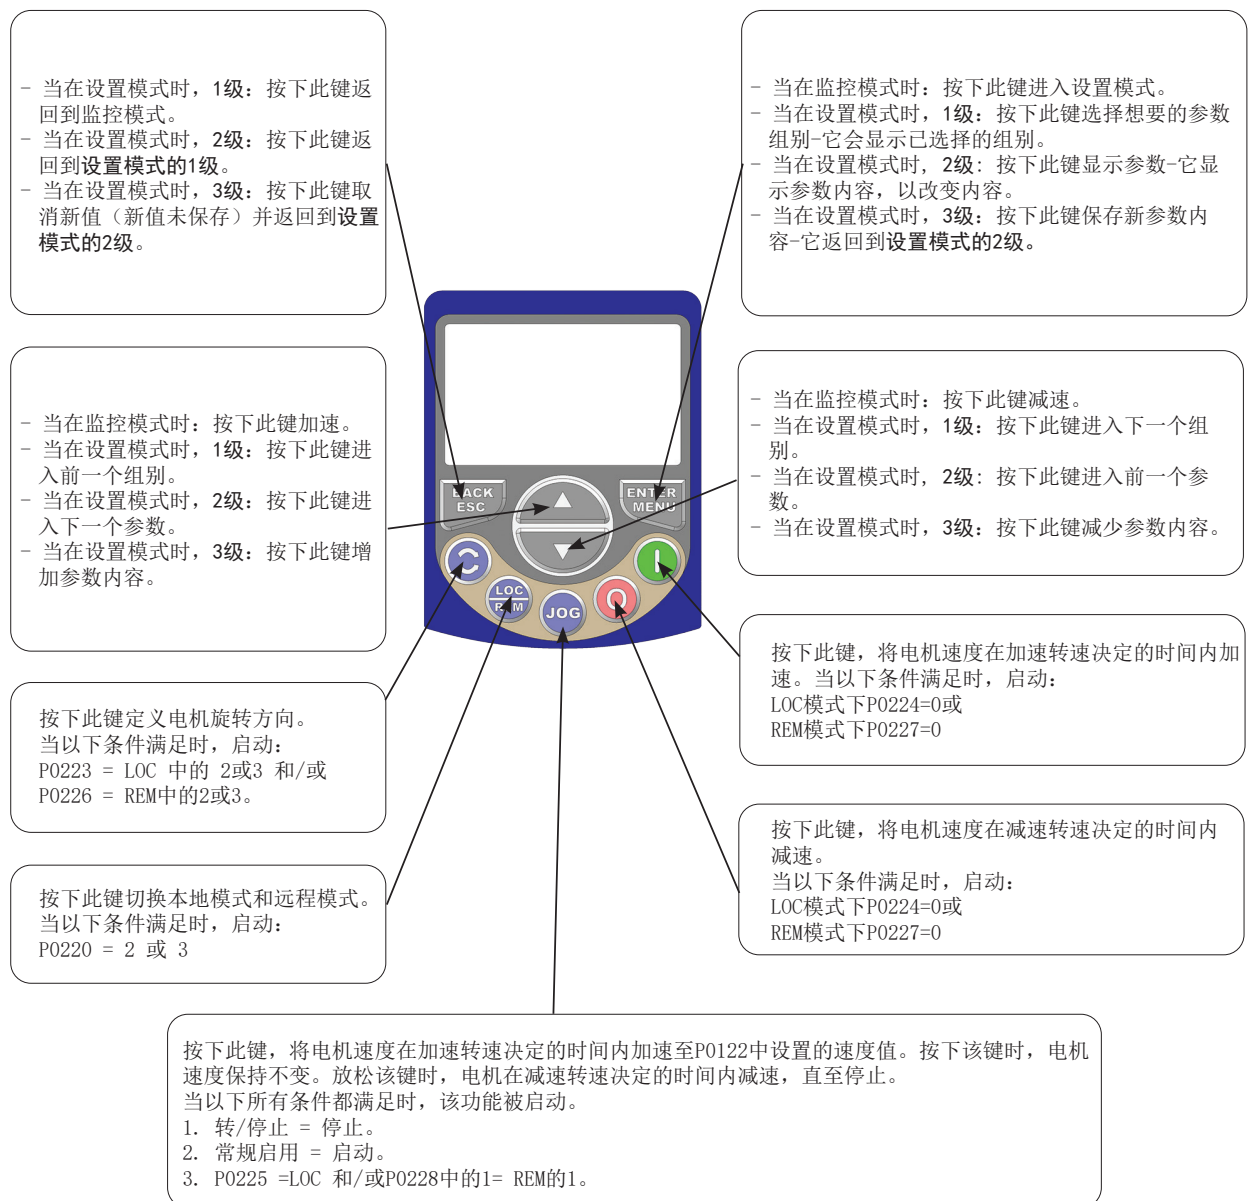 - 当在设置模式时，1级：按下此键返
回到监控模式。
- 当在设置模式时，2级：按下此键返
回到设置模式的1级。
- 当在设置模式时，3级：按下此键取
消新值（新值未保存）并返回到设置
模式的2级。
- 当在监控模式时：按下此键进入设置模式。
- 当在设置模式时，1级：按下此键选择想要的参数
组别-它会显示已选择的组别。
- 当在设置模式时，2级：按下此键显示参数-它显
示参数内容，以改变内容。
- 当在设置模式时，3级：按下此键保存新参数内
容-它返回到设置模式的2级。
- 当在监控模式时：按下此键加速。
- 当在设置模式时，1级：按下此键进
入前一个组别。
- 当在设置模式时，2级：按下此键进
入下一个参数。
- 当在设置模式时，3级：按下此键增
加参数内容。
- 当在监控模式时：按下此键减速。
- 当在设置模式时，1级：按下此键进入下一个组
别。
- 当在设置模式时，2级：按下此键进入前一个参
数。
- 当在设置模式时，3级：按下此键减少参数内容。
BACK
ESC
ENTER
MENU
LOC
REM
JOG
按下此键定义电机旋转方向。
当以下条件满足时，启动：
P0223 = LOC 中的 2或3 和/或
P0226 = REM中的2或3。
按下此键，将电机速度在加速转速决定的时间内加
速。当以下条件满足时，启动：
LOC模式下P0224=0或
REM模式下P0227=0
按下此键切换本地模式和远程模式。
当以下条件满足时，启动：
P0220 = 2 或 3
按下此键，将电机速度在减速转速决定的时间内
减速。
当以下条件满足时，启动：
LOC模式下P0224=0或
REM模式下P0227=0
按下此键，将电机速度在加速转速决定的时间内加速至P0122中设置的速度值。按下该键时，电机
速度保持不变。放松该键时，电机在减速转速决定的时间内减速，直至停止。
当以下所有条件都满足时，该功能被启动。
1. 转/停止 = 停止。
2. 常规启用 = 启动。
3. P0225 =LOC 和/或P0228中的1= REM的1。